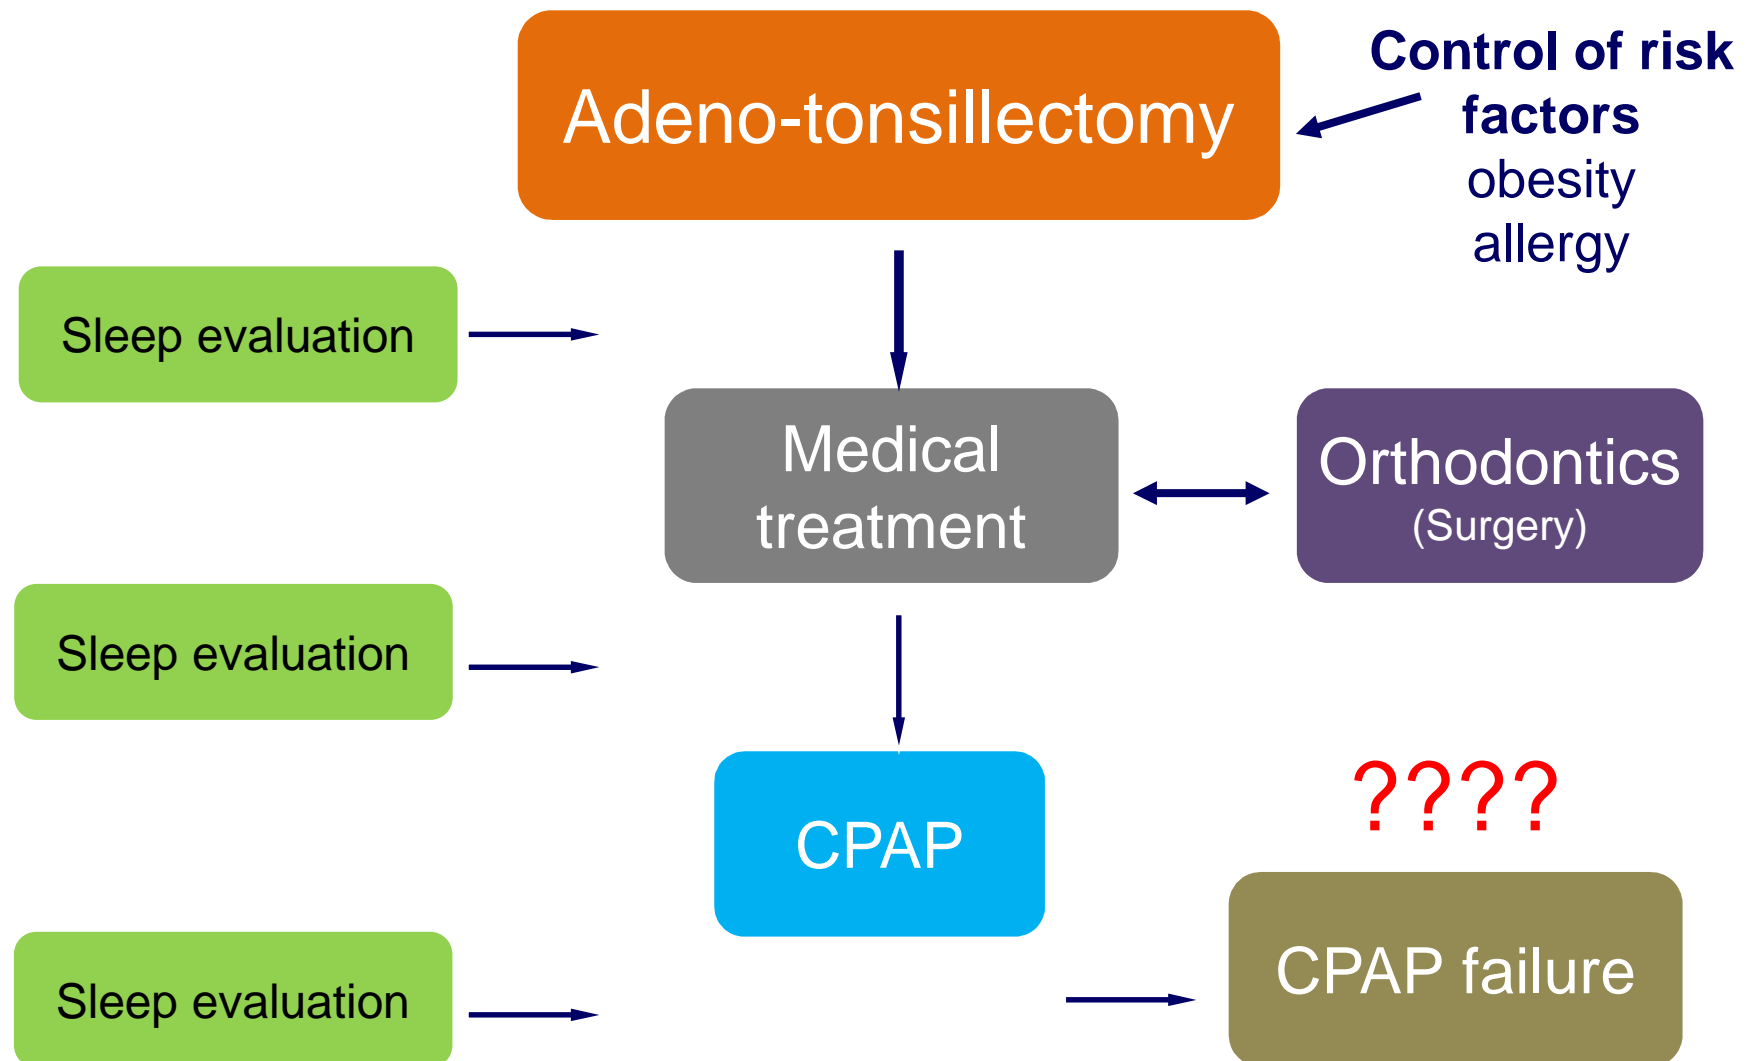 Adeno-tonsillectomy
Control of risk
factors
obesity
allergy
Sleep evaluation
Medical
treatment
Orthodontics
(Surgery)
Sleep evaluation
CPAP
????
CPAP failure
Sleep evaluation